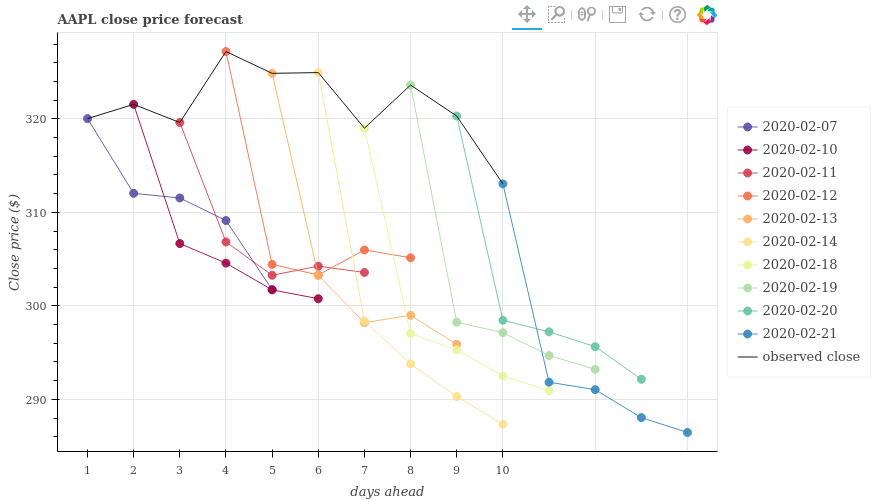 AAPL close price forecast
Close price ($)
320
310
300
290
1 2 3 4 5 6 7 8 9 10
days ahead
2020-02-07
2020-02-10
2020-02-11
2020-02-12
2020-02-13
2020-02-14
2020-02-18
2020-02-19
2020-02-20
2020-02-21
observed close